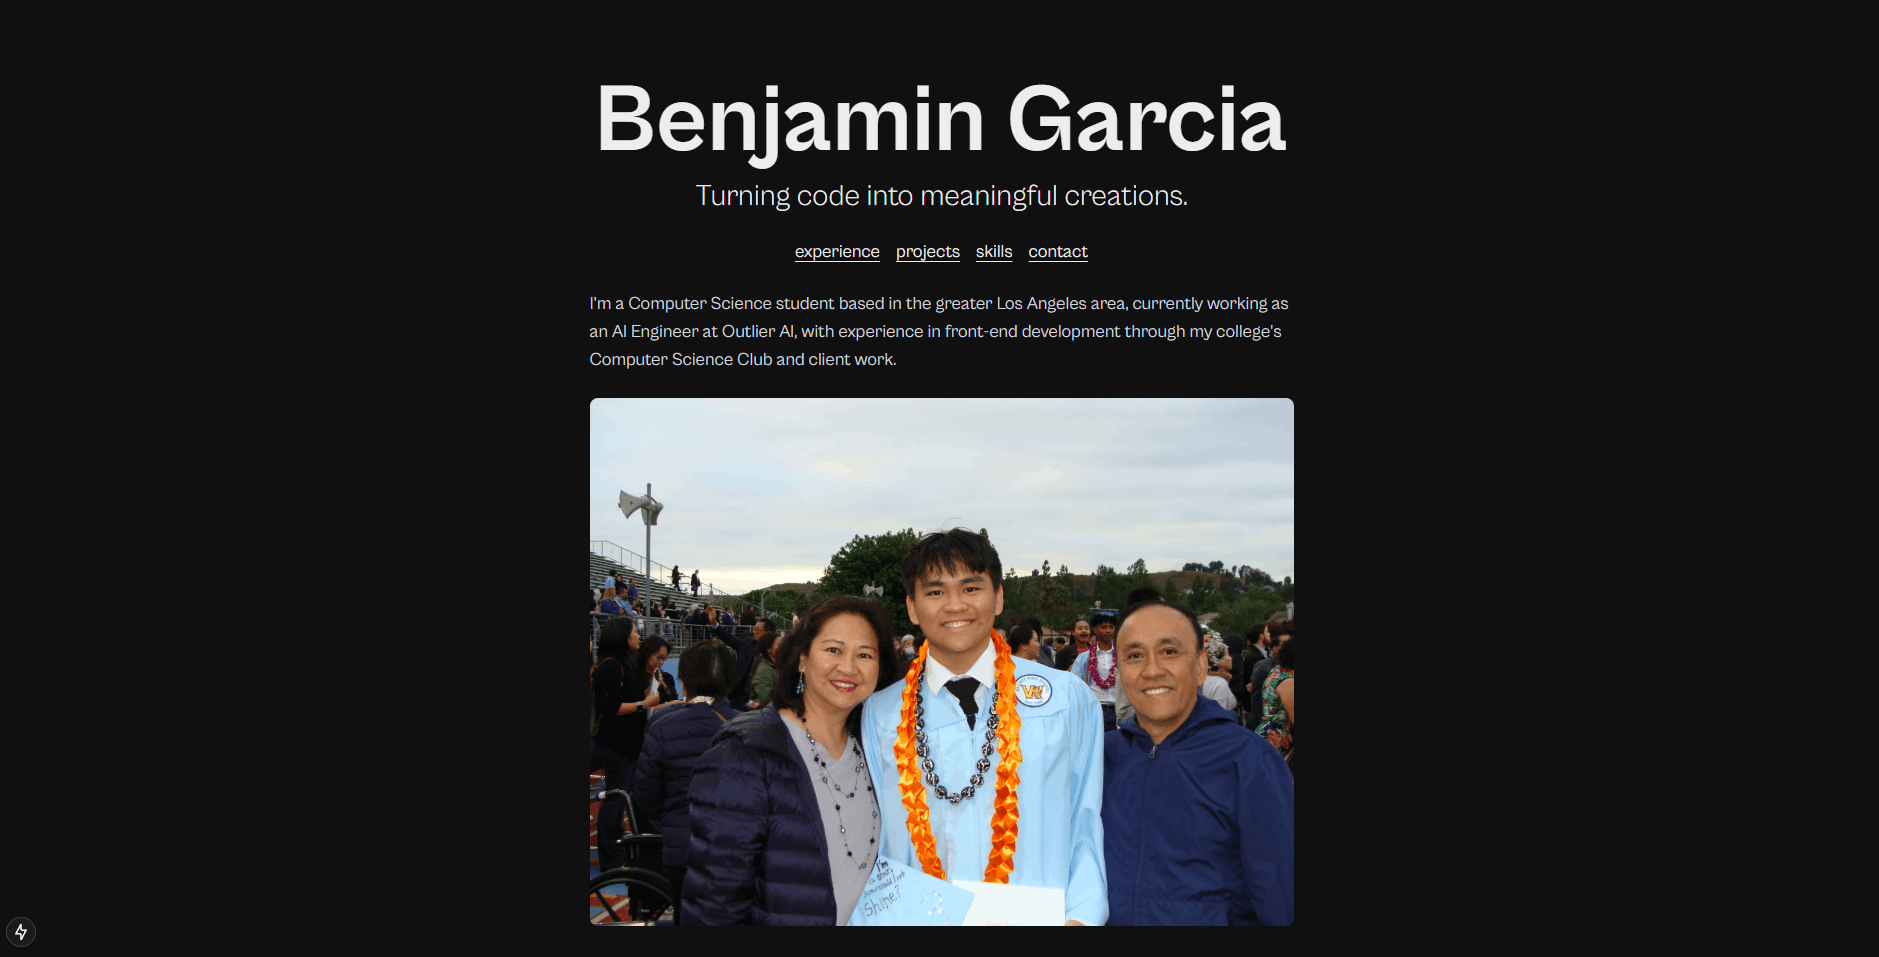 Benjamin Garcia
Turning code into meaningful creations.
experience projects skills contact
I'm a Computer Science student based in the greater Los Angeles area, currently working as
an AI Engineer at Outlier AI, with experience in front-end development through my college's
Computer Science Club and client work.
I'm
Shine?